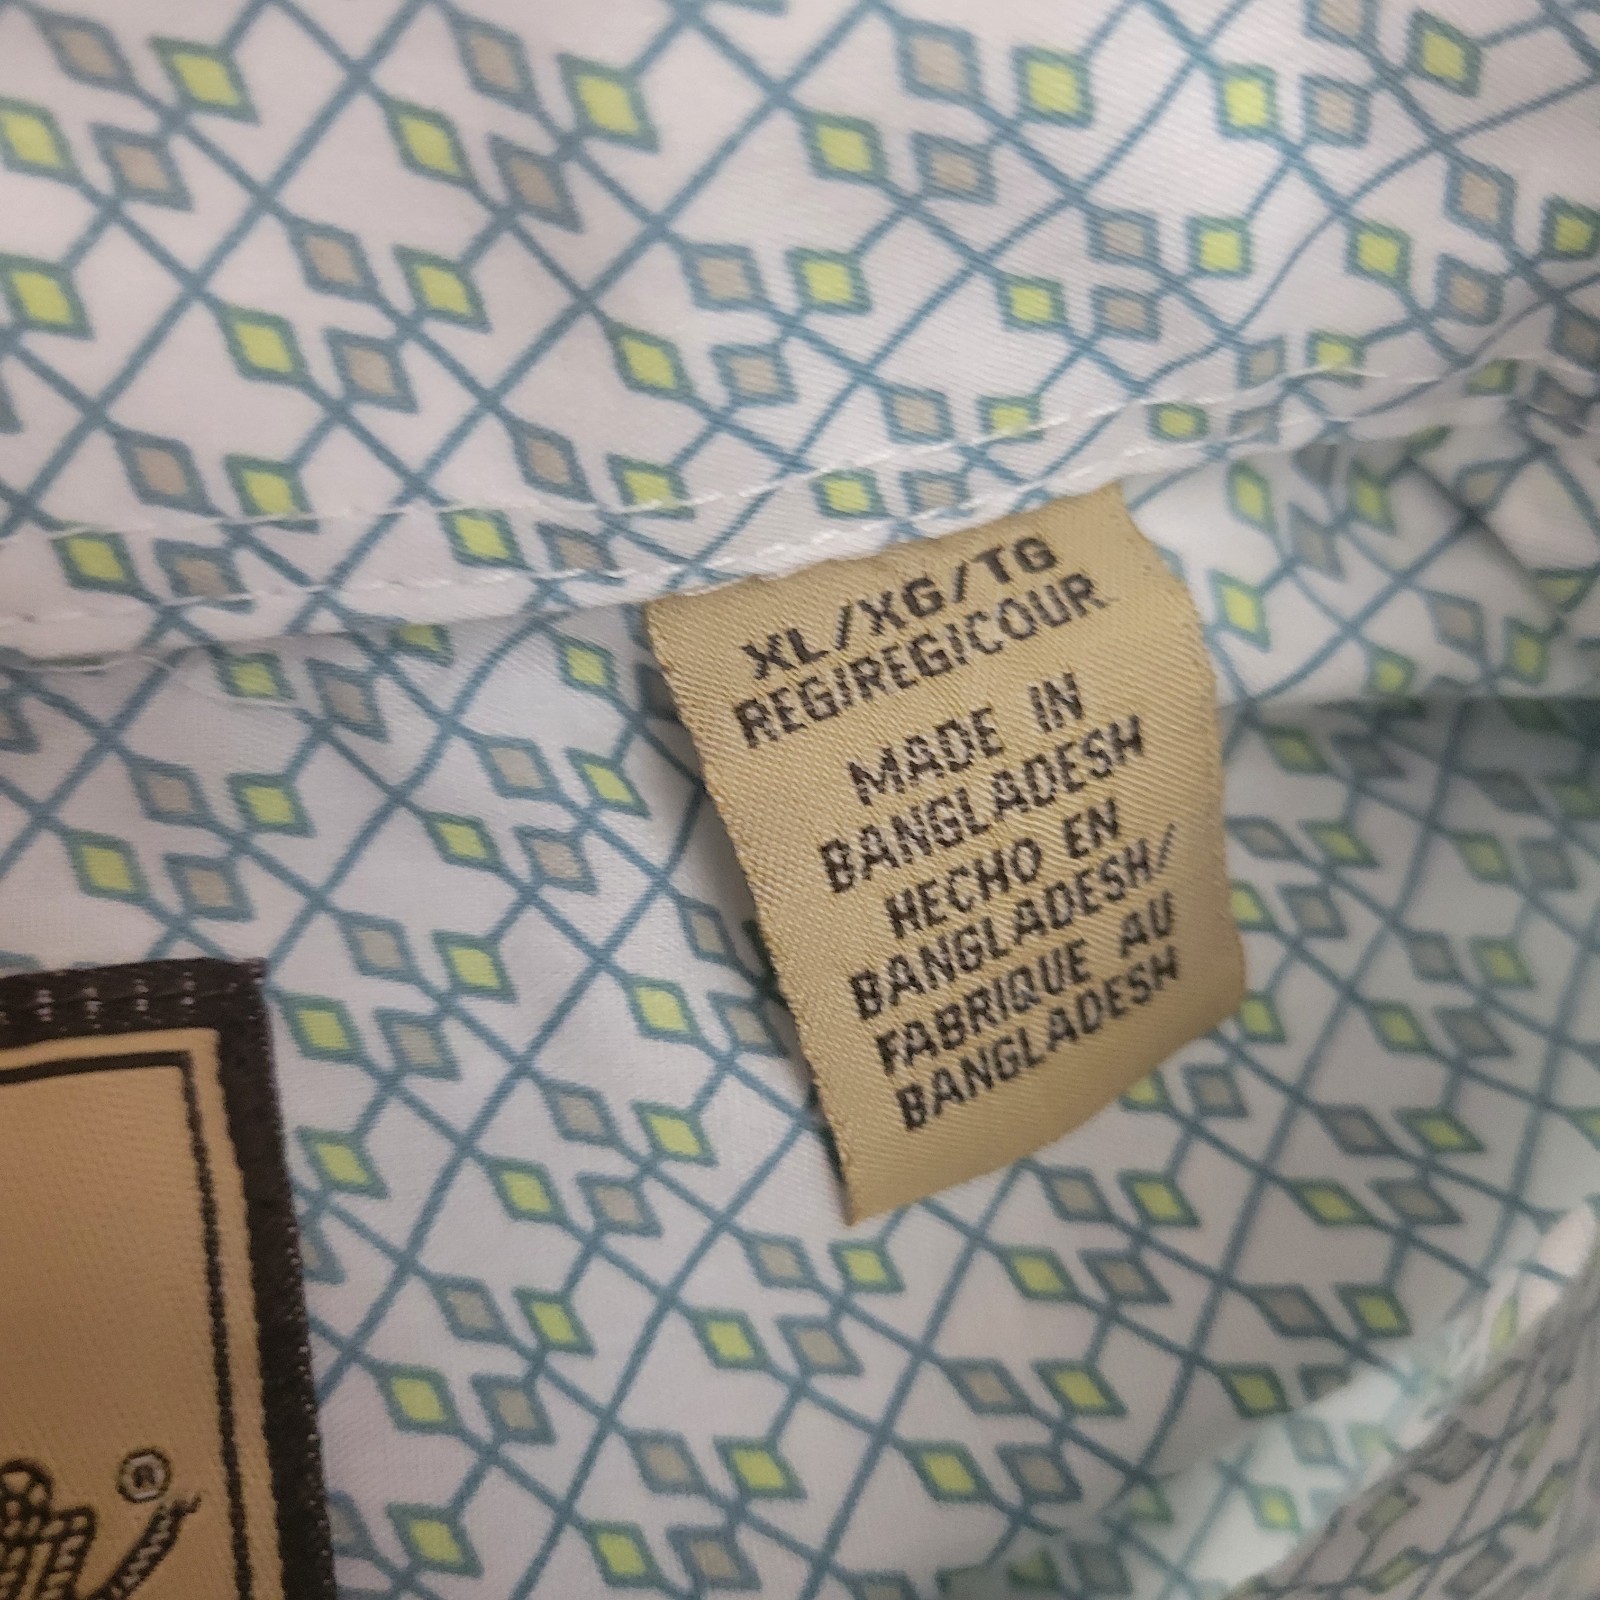 XL/XG/TG
REG/REG/COUR
MADE IN
BANGLADESH
HECHO EN
BANGLADESH/
FABRIQUE AU
BANGLADESH
®